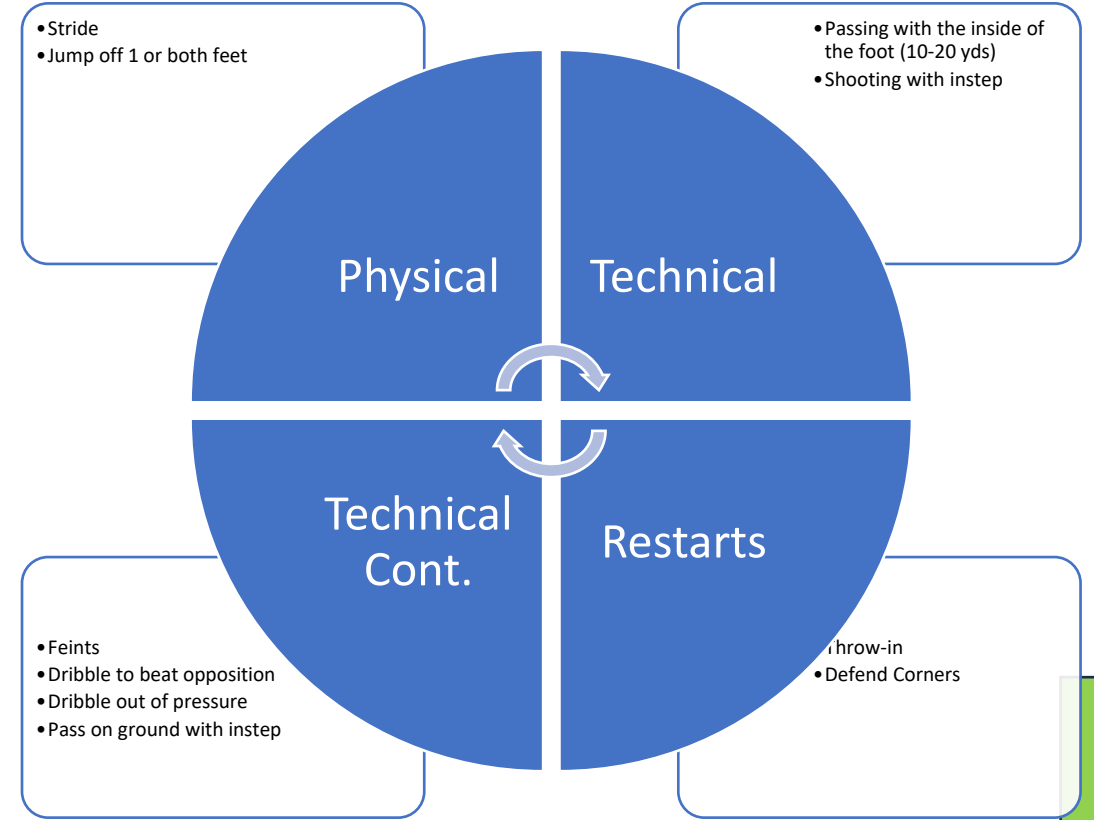 •Stride
•Jump off 1 or both feet
•Passing with the inside of
the foot (10-20 yds)
•Shooting with instep
Physical
Technical
Technical
Cont.
Restarts
•Feints
•Dribble to beat opposition
•Dribble out of pressure
•Pass on ground with instep
Throw-in
•Defend Corners